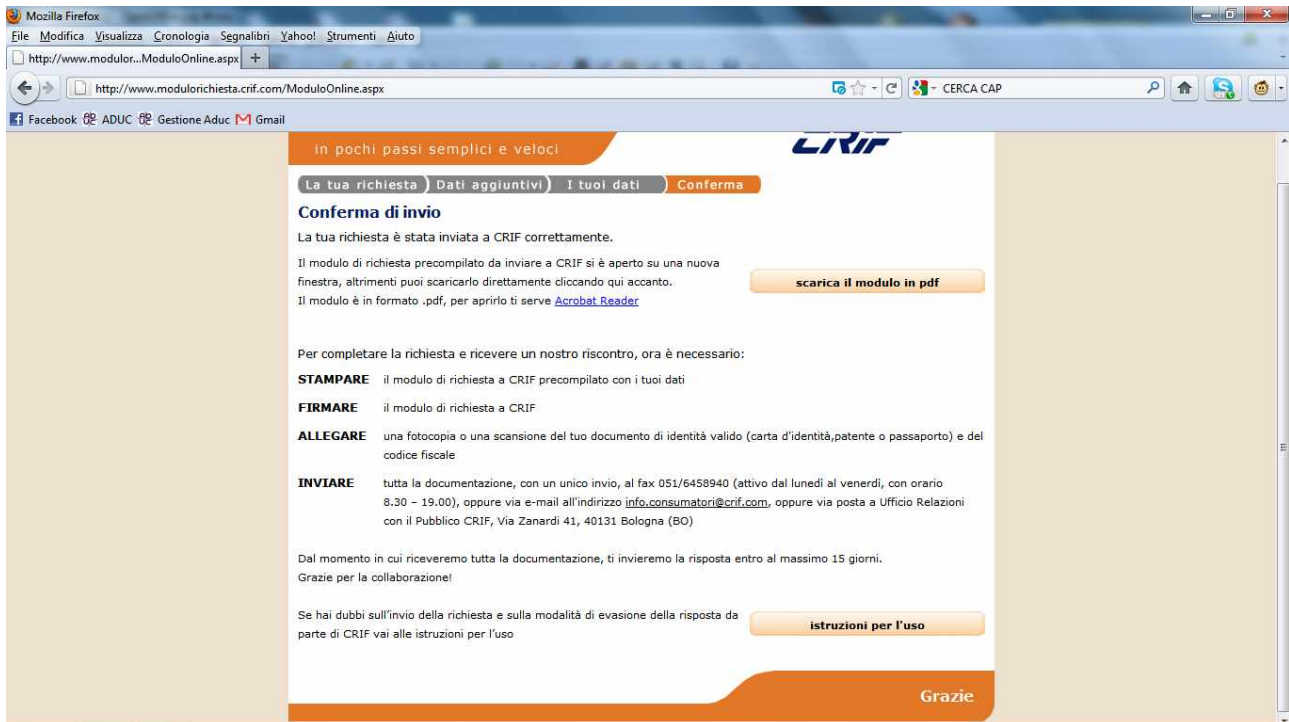 Mozilla Firefox
File Modifica Visualizza Cronologia Segnalibri Yahoo! Strumenti Aiuto
http://www.modulor...ModuloOnline.aspx +
http://www.modulorichiesta.crif.com/ModuloOnline.aspx CERCA CAP
Facebook ADUC Gestione Aduc Gmail
in pochi passi semplici e veloci CRIF
La tua richiesta Dati aggiuntivi I tuoi dati Conferma
Conferma di invio
La tua richiesta è stata inviata a CRIF correttamente.
Il modulo di richiesta precompilato da inviare a CRIF si è aperto su una nuova
finestra, altrimenti puoi scaricarlo direttamente cliccando qui accanto.
scarica il modulo in pdf
Il modulo è in formato .pdf, per aprirlo ti serve Acrobat Reader
Per completare la richiesta e ricevere un nostro riscontro, ora è necessario:
STAMPARE il modulo di richiesta a CRIF precompilato con i tuoi dati
FIRMARE il modulo di richiesta a CRIF
ALLEGARE una fotocopia o una scansione del tuo documento di identità valido (carta d'identità,patente o passaporto) e del
codice fiscale
INVIARE tutta la documentazione, con un unico invio, al fax 051/6458940 (attivo dal lunedì al venerdì, con orario
8.30 – 19.00), oppure via e-mail all'indirizzo info.consumatori@crif.com, oppure via posta a Ufficio Relazioni
con il Pubblico CRIF, Via Zanardi 41, 40131 Bologna (BO)
Dal momento in cui riceveremo tutta la documentazione, ti invieremo la risposta entro al massimo 15 giorni.
Grazie per la collaborazione!
Se hai dubbi sull'invio della richiesta e sulla modalità di evasione della risposta da
parte di CRIF vai alle istruzioni per l'uso
istruzioni per l'uso
Grazie